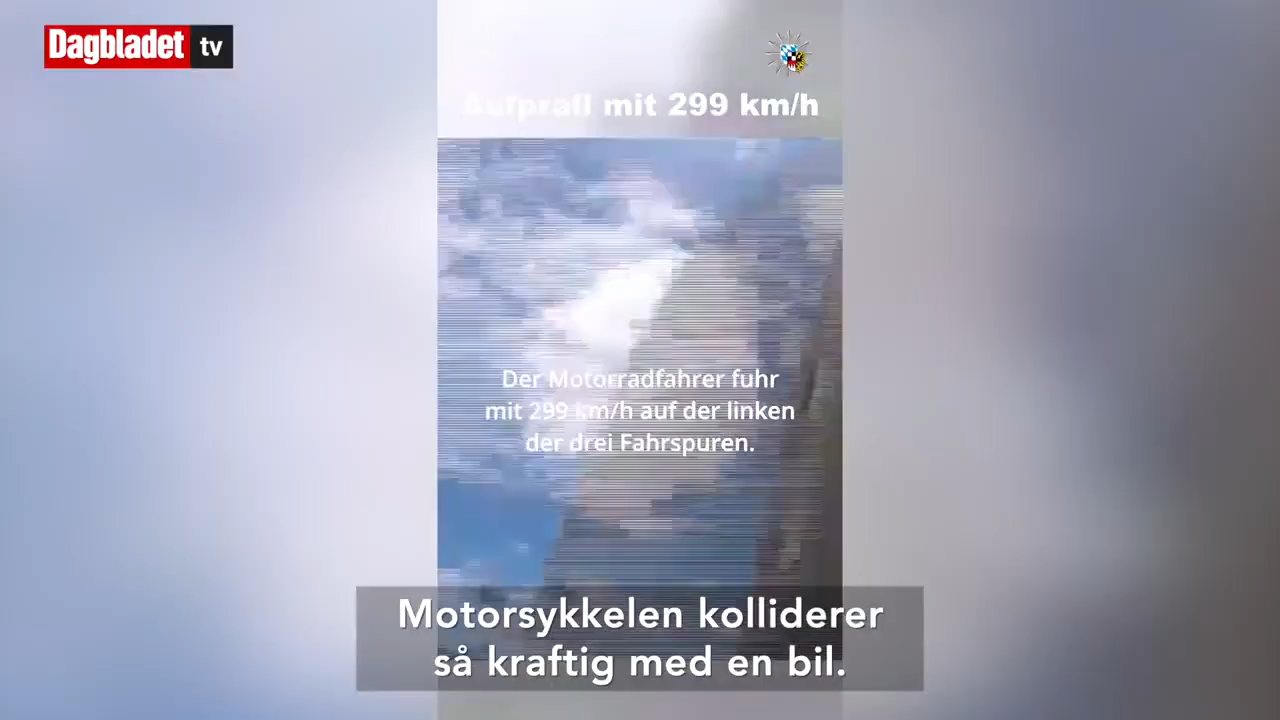 Dagbladet tv
Aufprall mit 299 km/h
Der Motorradfahrer fuhr
mit 299 km/h auf der linken
der drei Fahrspuren.
Motorsykkelen kolliderer
så kraftig med en bil.